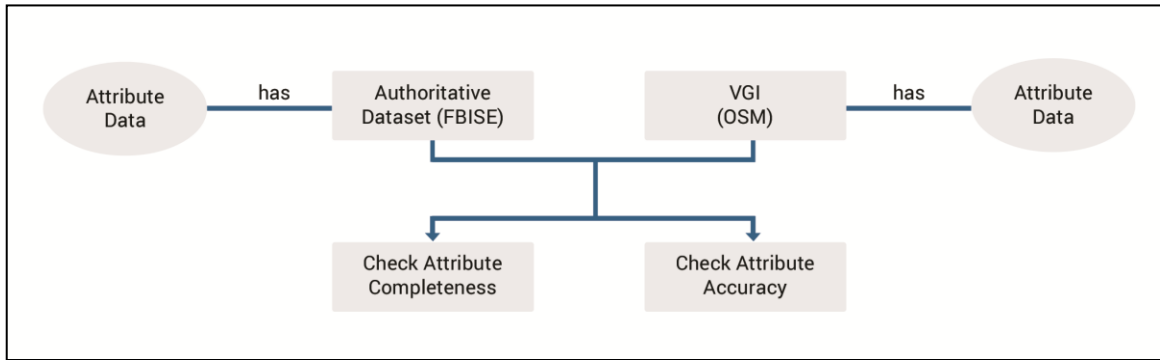 Attribute
Data
has
Authoritative
Dataset (FBISE)
VGI
(OSM)
has
Attribute
Data
Check Attribute
Completeness
Check Attribute
Accuracy